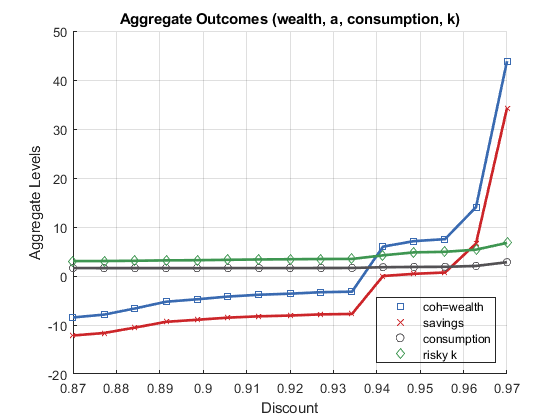 Aggregate Outcomes (wealth, a, consumption, k)
50
40
30
20
10
0
-10
-20
Aggregate Levels
0.87 0.88 0.89 0.9 0.91 0.92 0.93 0.94 0.95 0.96 0.97
Discount
coh=wealth
savings
consumption
risky k